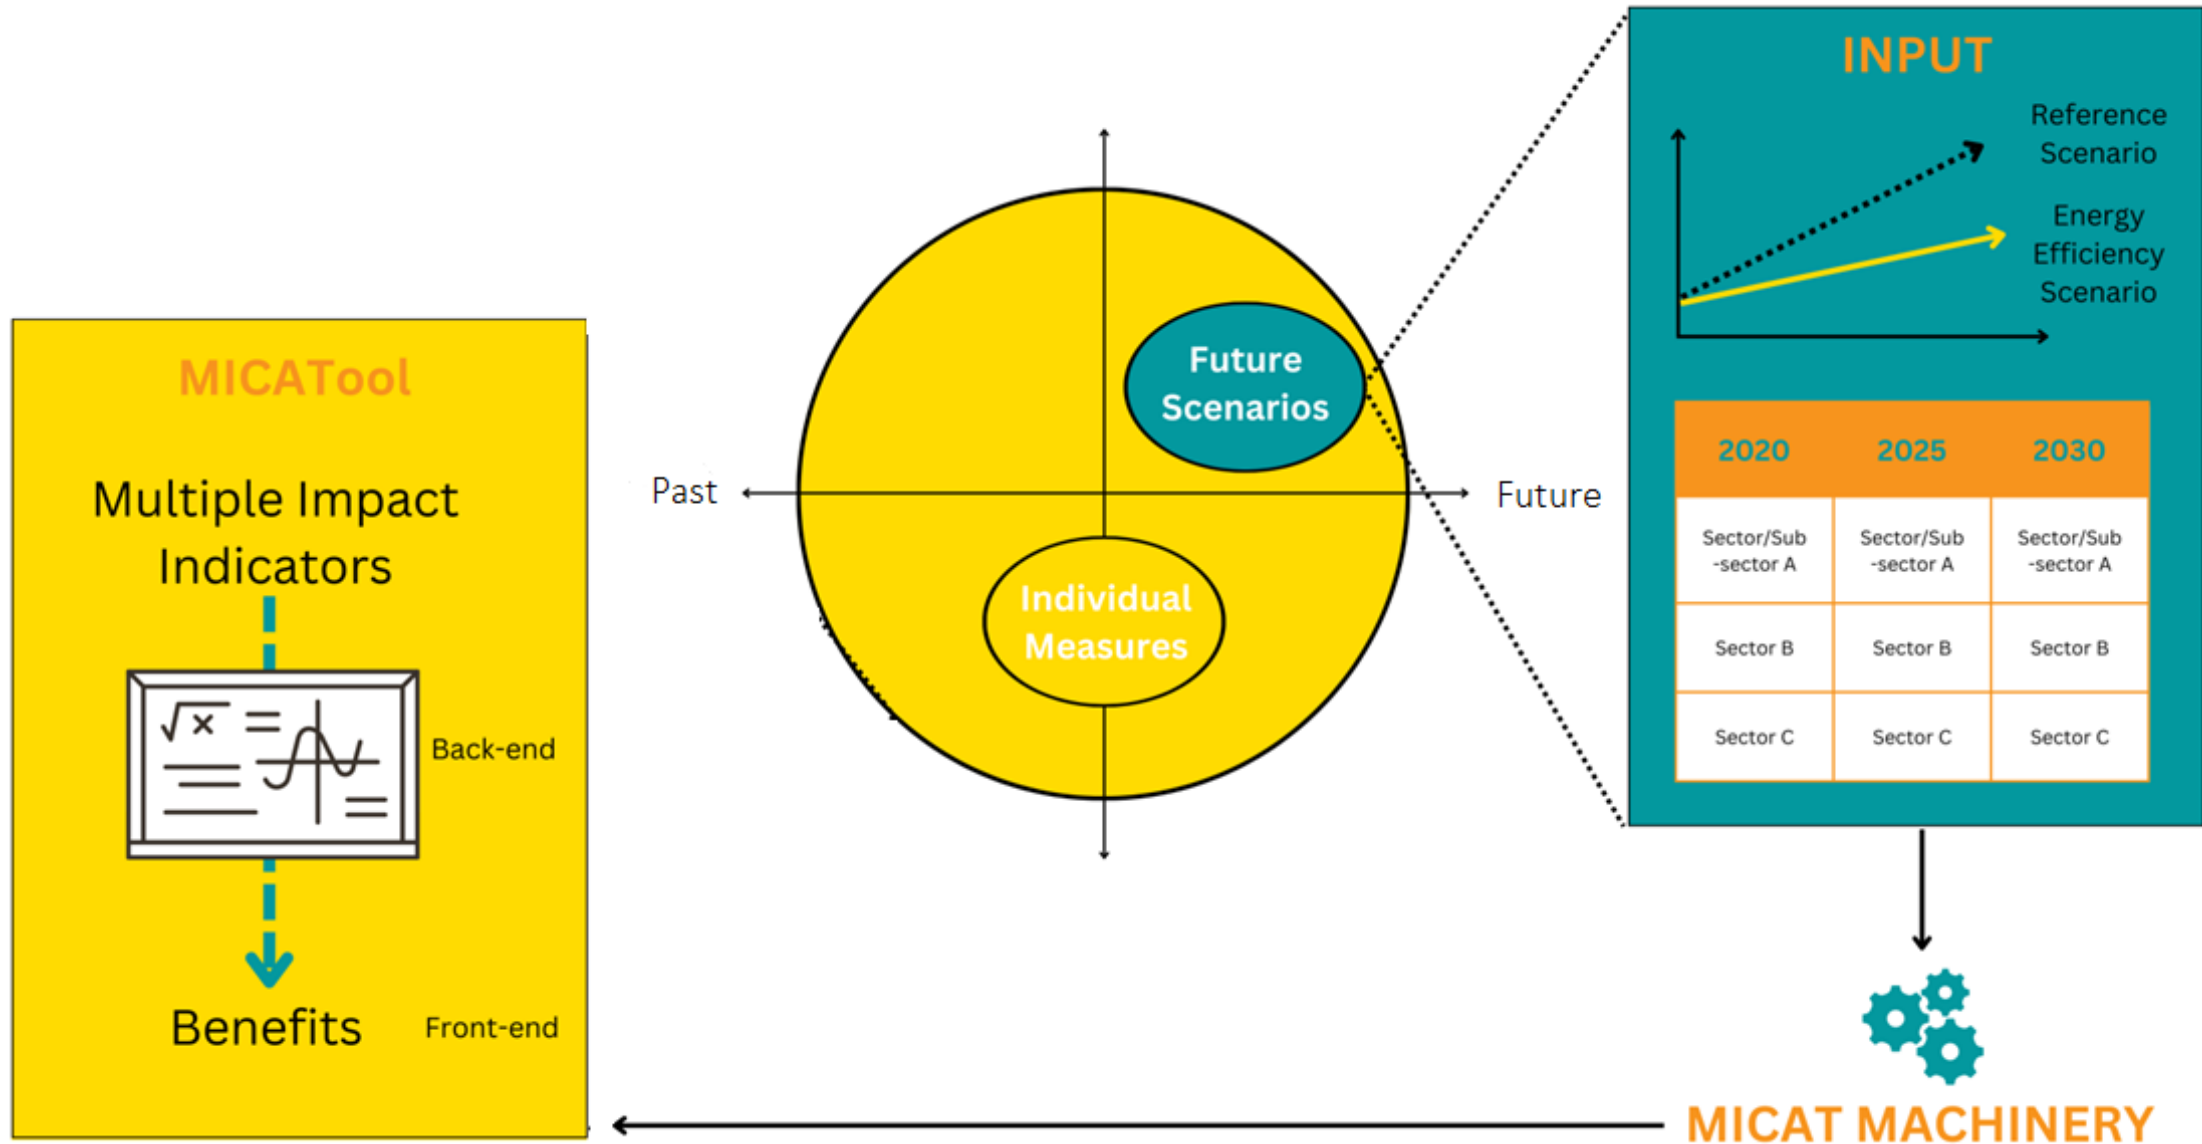 MICATool
Multiple Impact
Indicators
√x =
Back-end
Benefits
Front-end
Past
Future
Future
Scenarios
Individual
Measures
INPUT
Reference
Scenario
Energy
Efficiency
Scenario
2020 2025 2030
Sector/Sub Sector/Sub Sector/Sub
-sector A -sector A -sector A
Sector B Sector B Sector B
Sector C Sector C Sector C
MICAT MACHINERY